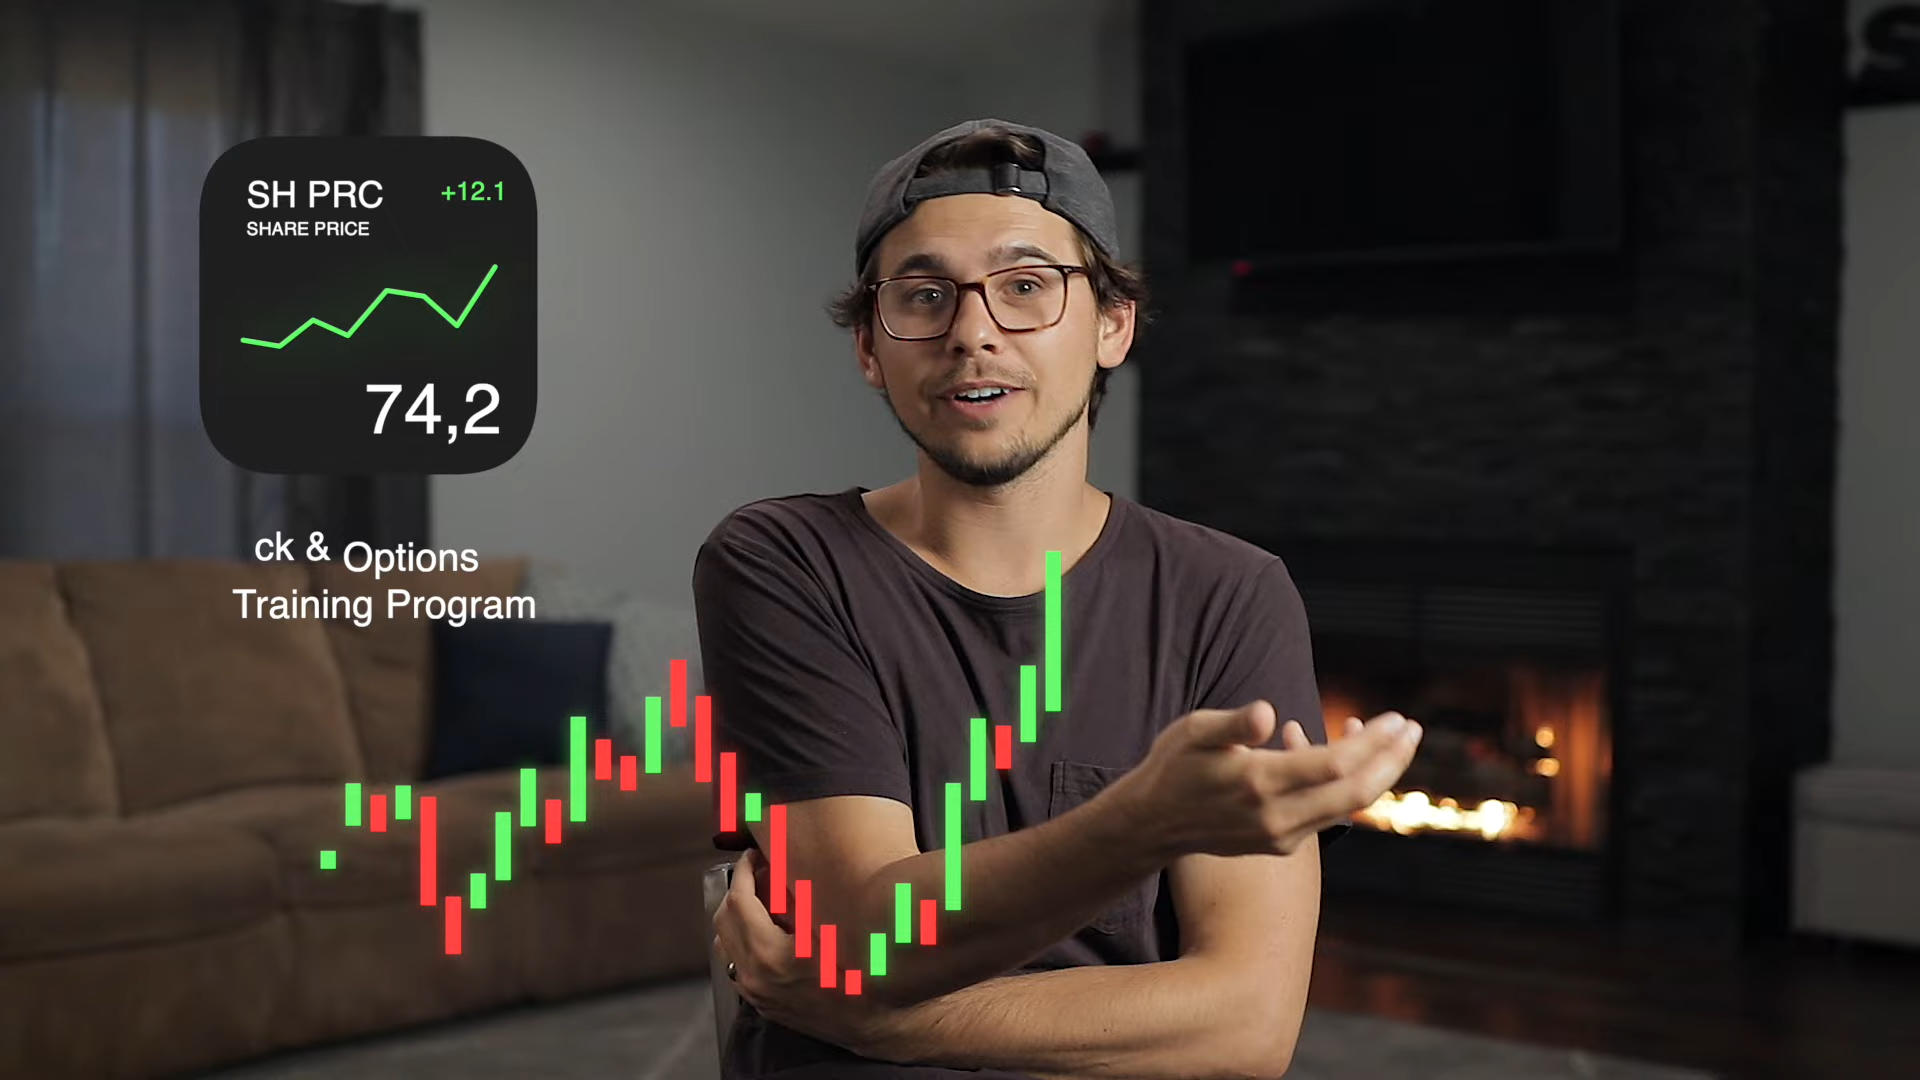 SH PRC
+12.1
SHARE PRICE
74,2
ck & Options
Training Program